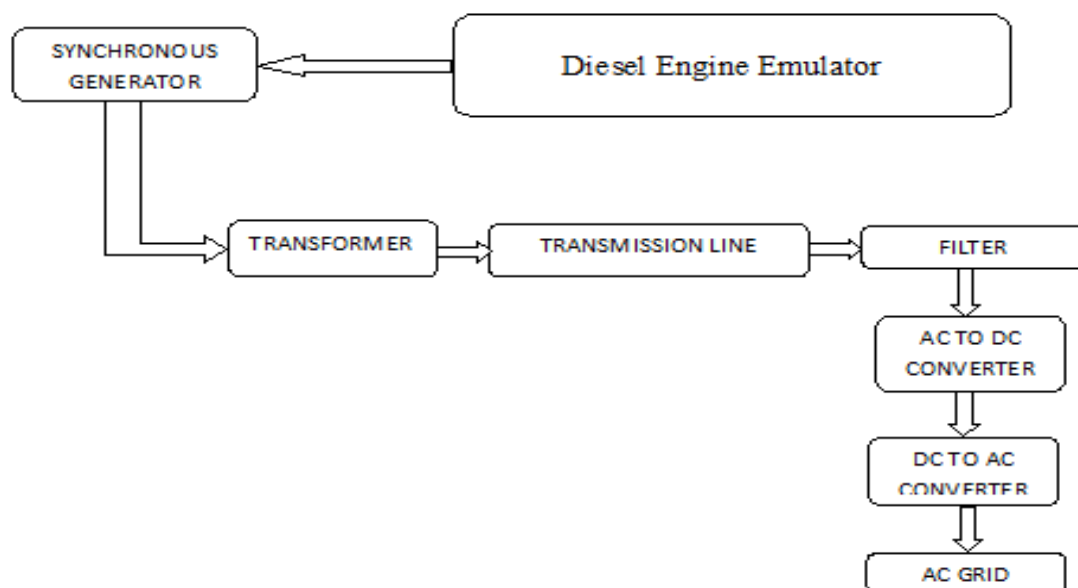 SYNCHRONOUS
GENERATOR
Diesel Engine Emulator
TRANSFORMER
TRANSMISSION LINE
FILTER
AC TO DC
CONVERTER
DC TO AC
CONVERTER
AC GRID